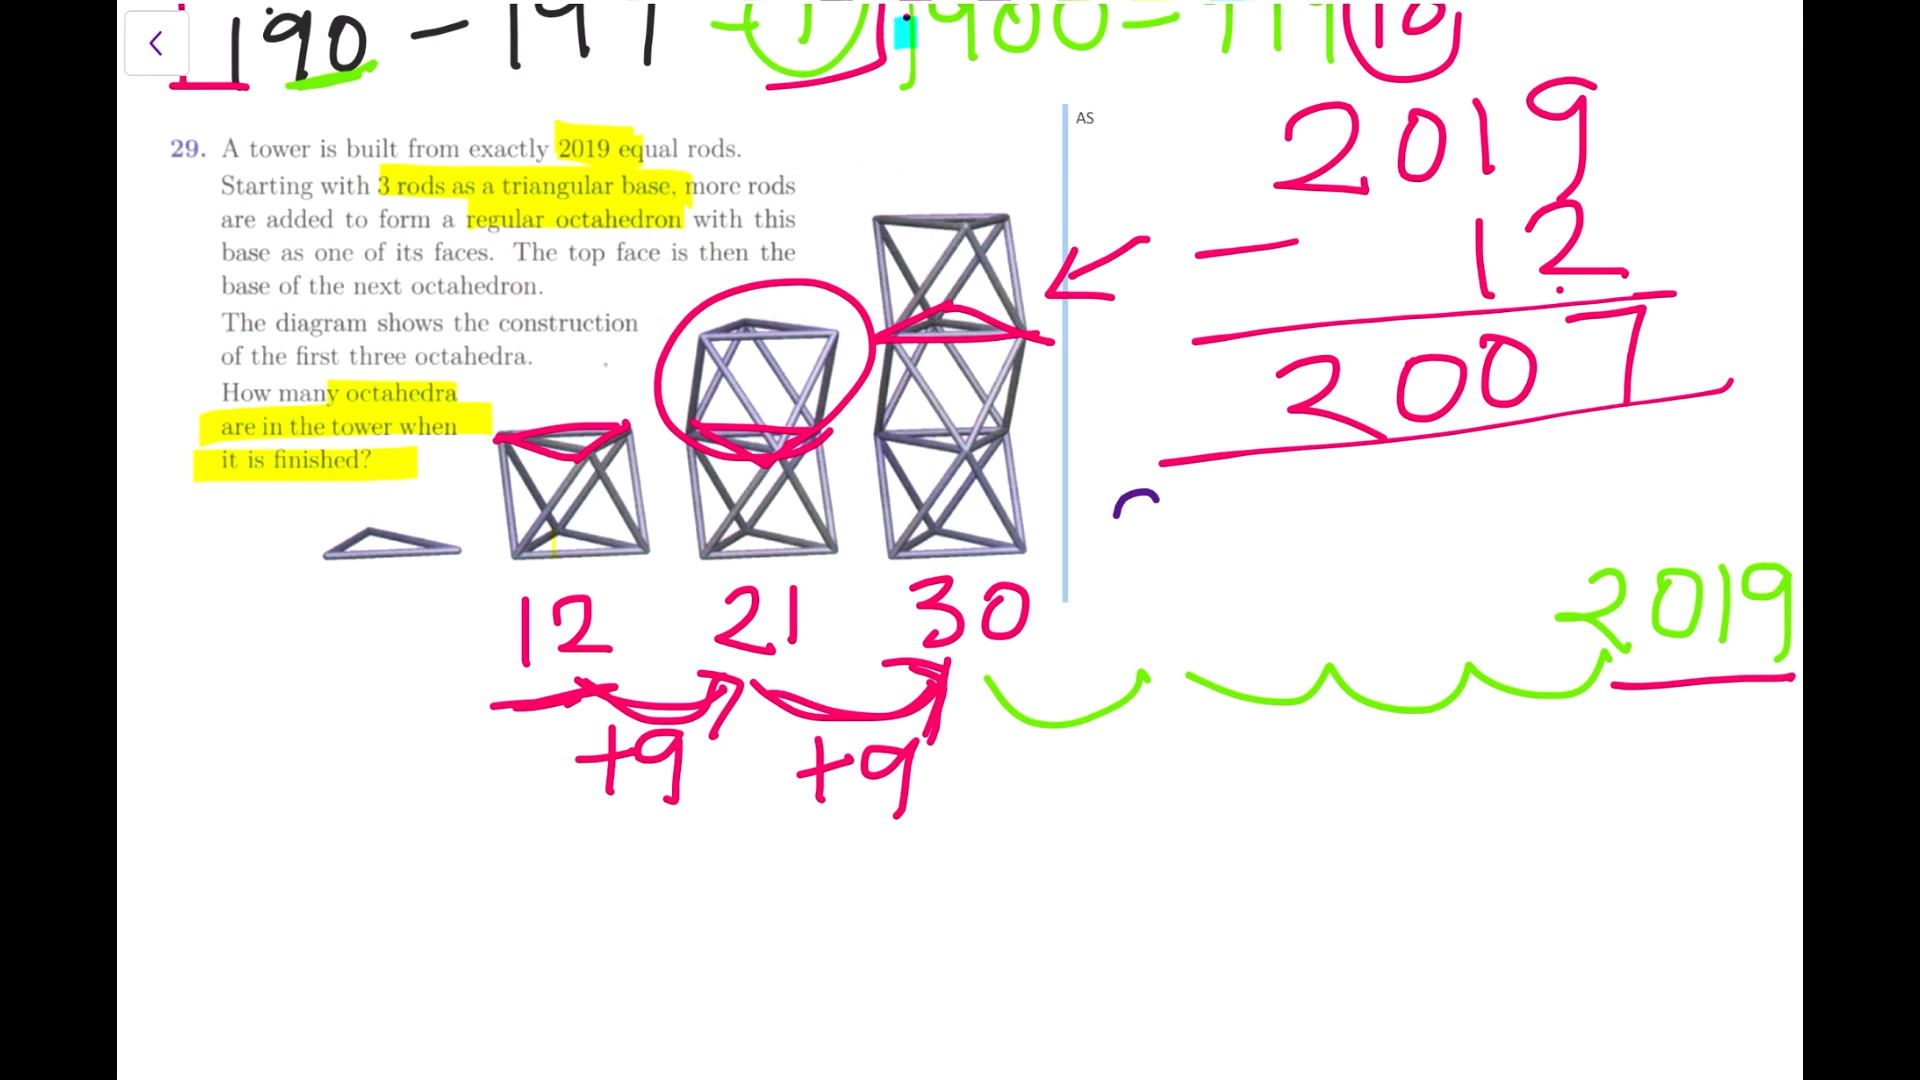 190 - 19
29. A tower is built from exactly 2019 equal rods.
Starting with 3 rods as a triangular base, more rods
are added to form a regular octahedron with this
base as one of its faces. The top face is then the
base of the next octahedron.
The diagram shows the construction
of the first three octahedra.
How many octahedra
are in the tower when
it is finished?
AS
2019
- 12
2007
12 21 30
+9 +9
2019